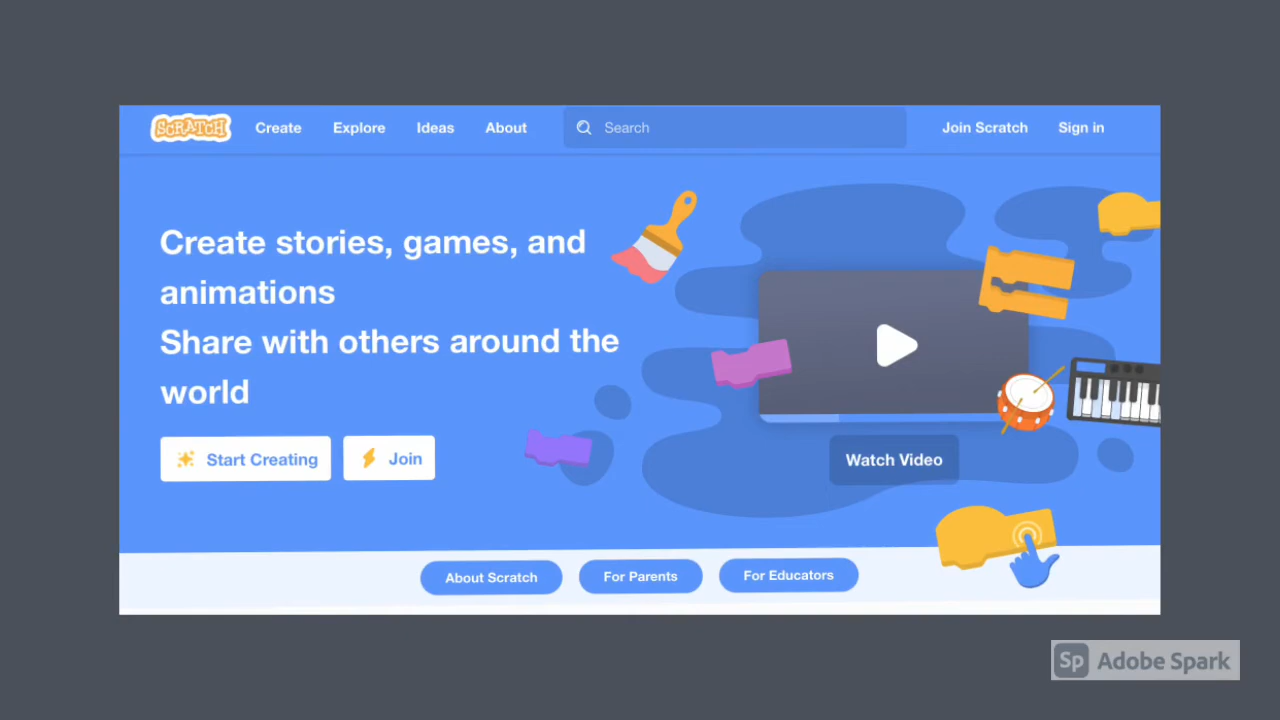 SCRATCH Create Explore Ideas About Search Join Scratch Sign in
Create stories, games, and
animations
Share with others around the
world
Start Creating Join
Watch Video
About Scratch For Parents For Educators
Sp Adobe Spark